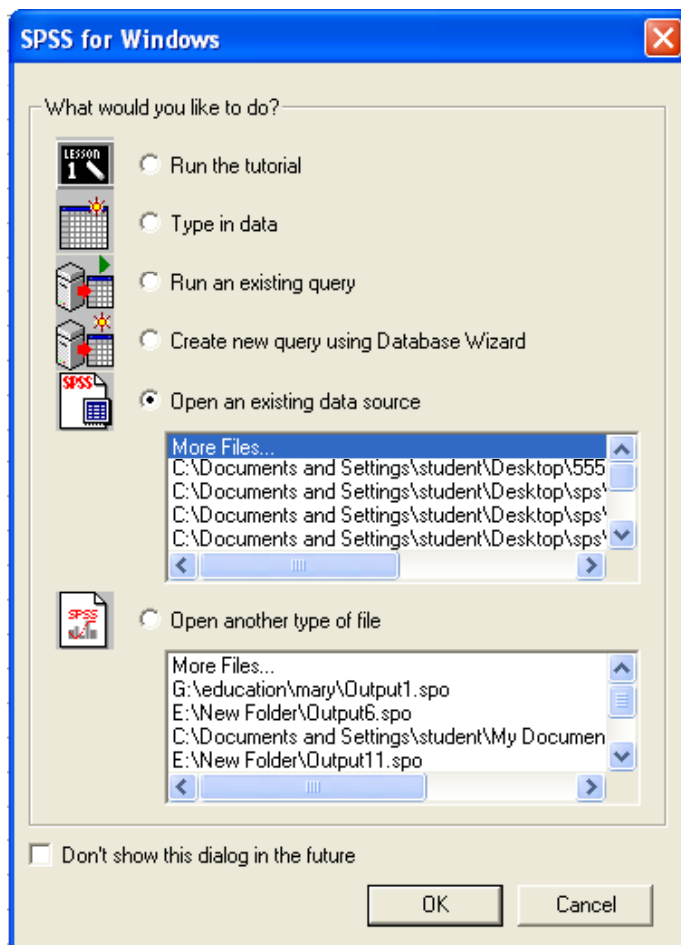 SPSS for Windows
What would you like to do?
LESSON
1
Run the tutorial
Type in data
Run an existing query
Create new query using Database Wizard
SPSS
Open an existing data source
More Files...
C:\Documents and Settings\student\Desktop\555
C:\Documents and Settings\student\Desktop\sps\
C:\Documents and Settings\student\Desktop\sps\
C:\Documents and Settings\student\Desktop\sps\
SPSS
Open another type of file
More Files...
G:\education\mary\Output1.spo
E:\New Folder\Output6.spo
C:\Documents and Settings\student\My Documen
E:\New Folder\Output11.spo
Don't show this dialog in the future
OK Cancel